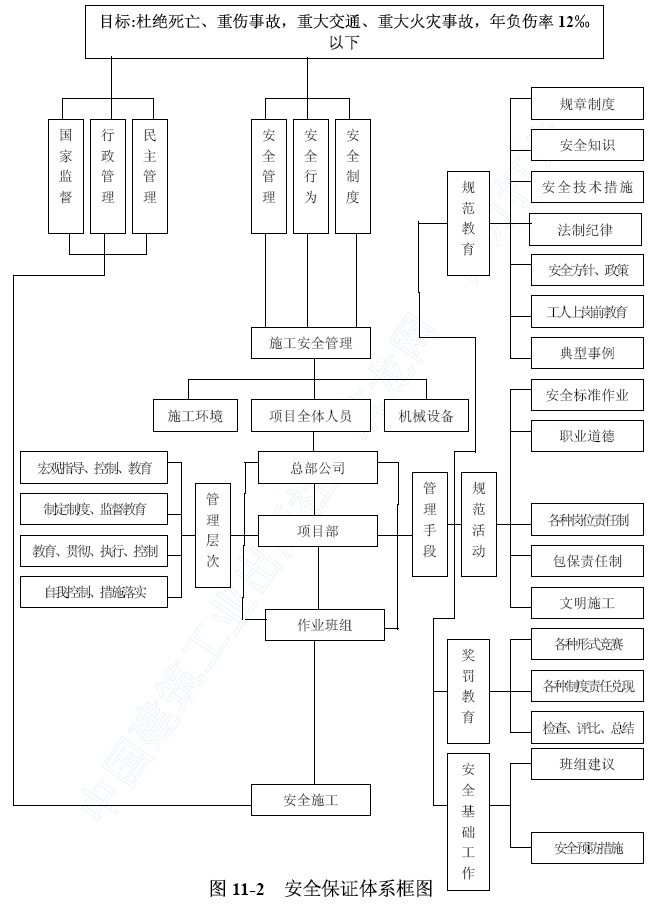 目标:杜绝死亡、重伤事故，重大交通、重大火灾事故，年负伤率12‰
以下
国家监督
行政管理
民主管理
安全管理
安全行为
安全制度
规范教育
规章制度
安全知识
安全技术措施
法制纪律
安全方针、政策
工人上岗前教育
典型事例
施工安全管理
施工环境
项目全体人员
机械设备
安全标准作业
职业道德
宏观指导、控制、教育
制定制度、监督教育
教育、贯彻、执行、控制
自我控制、措施落实
管理层次
总部公司
项目部
作业班组
管理手段
规范活动
各种岗位责任制
包保责任制
文明施工
奖罚教育
各种形式竞赛
各种制度责任兑现
检查、评比、总结
安全基础工作
班组建议
安全预防措施
安全施工
图 11-2 安全保证体系框图